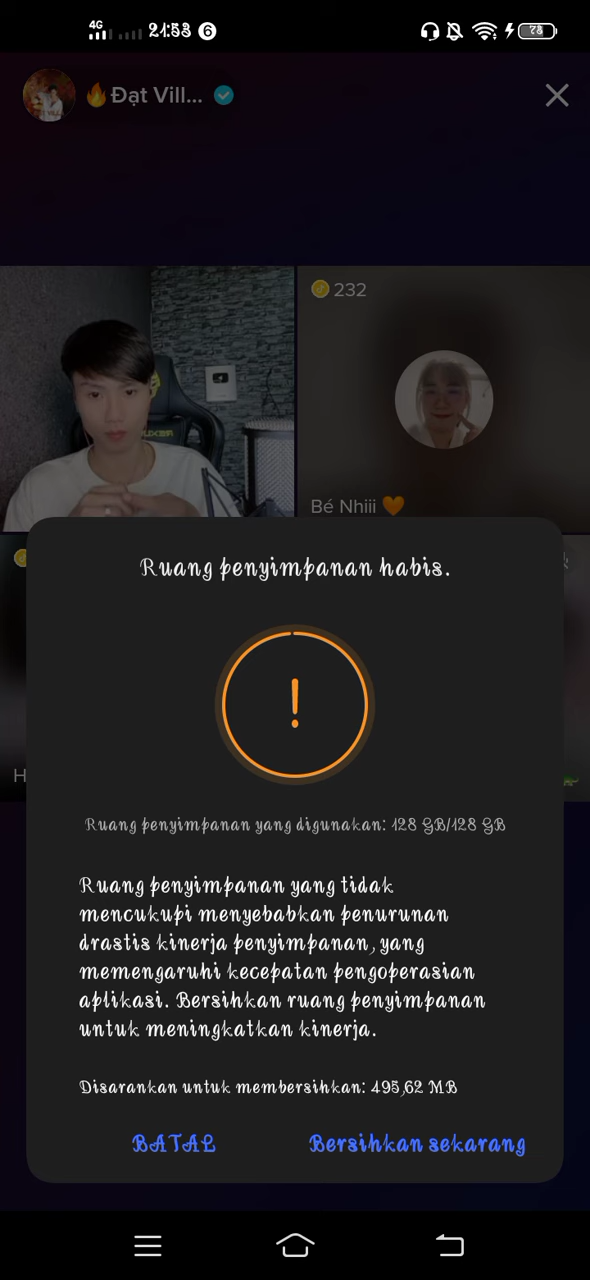 4G 21:53 6 78
🔥Đạt Vill...
232
Bé Nhiii 🧡
H
Ruang penyimpanan habis.
!
Ruang penyimpanan yang digunakan: 128 GB/128 GB
Ruang penyimpanan yang tidak
mencukupi menyebabkan penurunan
drastis kinerja penyimpanan, yang
memengaruhi kecepatan pengoperasian
aplikasi. Bersihkan ruang penyimpanan
untuk meningkatkan kinerja.
Disarankan untuk membersihkan: 495,62 MB
BATAL Bersihkan sekarang